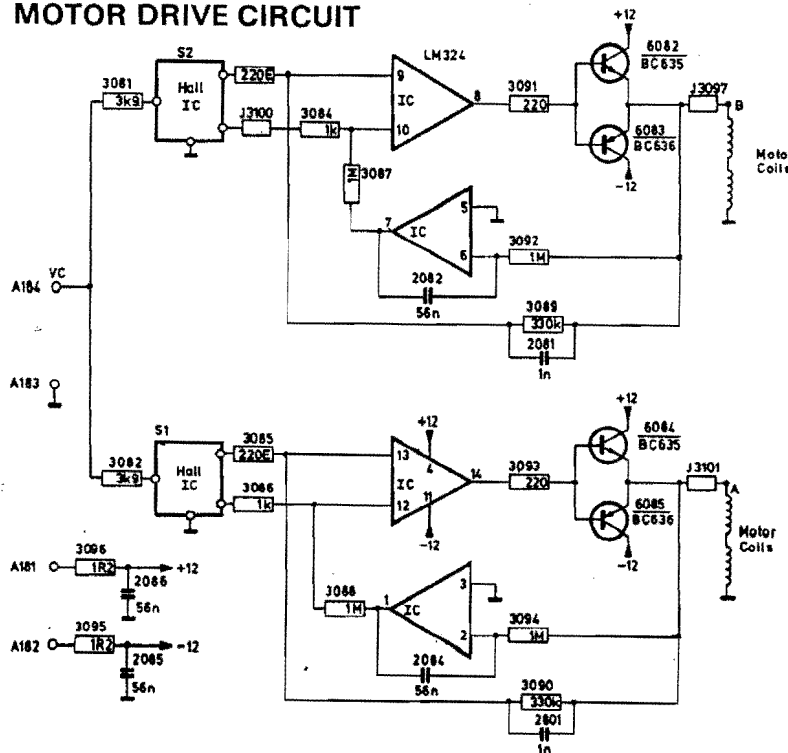 MOTOR DRIVE CIRCUIT
+12
S2
LM324
6082
BC635
3081
3k9
Hall
IC
220E
9
IC
8
3091
220
J3097
B
J3100
3084
1k
10
6083
BC636
Motor
Coils
-12
3087
1M
5
7
IC
6
3092
1M
VC
A184
2082
56n
3089
330k
2081
1n
A183
+12
+12
S1
3085
6084
BC635
3082
3k9
Hall
IC
220E
13
4
IC
14
3093
220
J3101
A
3086
1k
12
11
6085
BC636
-12
Motor
Coils
-12
3096
A181
1R2
+12
2086
56n
3088
1M
1
IC
3
2
3094
1M
3095
A182
1R2
-12
2085
56n
2084
56n
3090
330k
2801
1n